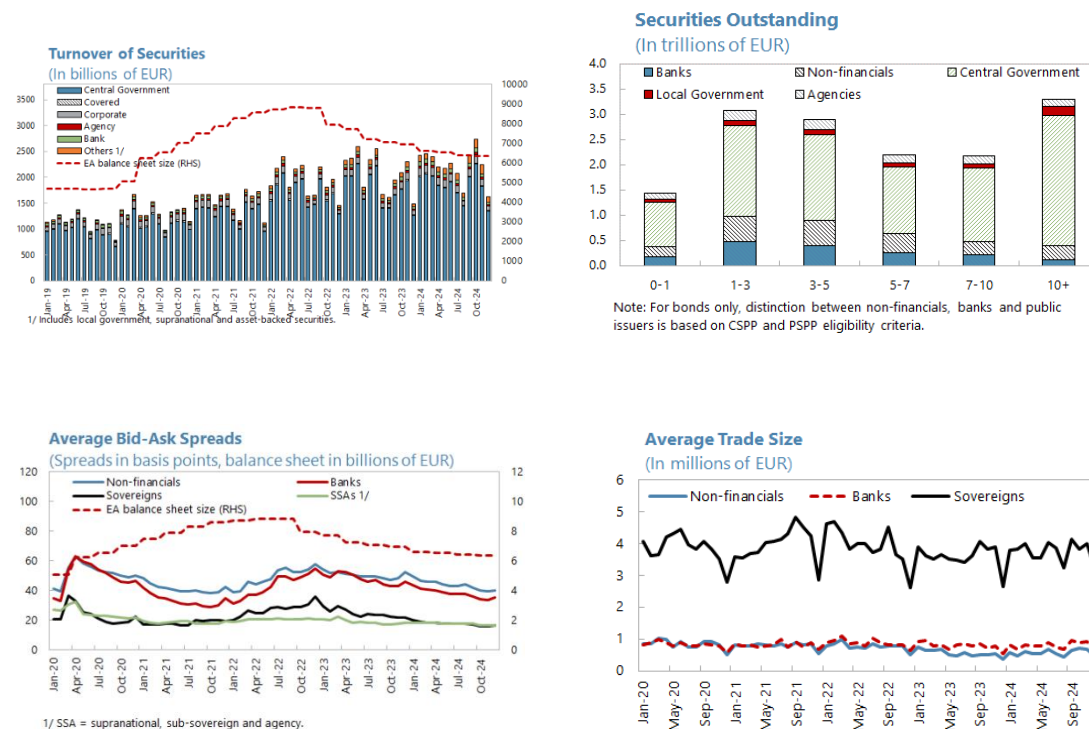 Turnover of Securities
(In billions of EUR)
Central Government
Covered
Corporate
Agency
Bank
Others 1/
EA balance sheet size (RHS)
3500
3000
2500
2000
1500
1000
500
0
10000
9000
8000
7000
6000
5000
4000
3000
2000
1000
0
Jan-19
Apr-19
Jul-19
Oct-19
Jan-20
Apr-20
Jul-20
Oct-20
Jan-21
Apr-21
Jul-21
Oct-21
Jan-22
Apr-22
Jul-22
Oct-22
Jan-23
Apr-23
Jul-23
Oct-23
Jan-24
Apr-24
Jul-24
Oct-24
1/ Includes local government, supranational and asset-backed securities.
Securities Outstanding
(In trillions of EUR)
Banks
Non-financials
Central Government
Local Government
Agencies
4.0
3.5
3.0
2.5
2.0
1.5
1.0
0.5
0.0
0-1
1-3
3-5
5-7
7-10
10+
Note: For bonds only, distinction between non-financials, banks and public
issuers is based on CSPP and PSPP eligibility criteria.
Average Bid-Ask Spreads
(Spreads in basis points, balance sheet in billions of EUR)
Non-financials
Banks
Sovereigns
SSAs 1/
EA balance sheet size (RHS)
120
100
80
60
40
20
0
12
10
8
6
4
2
0
Jan-20
Apr-20
Jul-20
Oct-20
Jan-21
Apr-21
Jul-21
Oct-21
Jan-22
Apr-22
Jul-22
Oct-22
Jan-23
Apr-23
Jul-23
Oct-23
Jan-24
Apr-24
Jul-24
Oct-24
1/ SSA = supranational, sub-sovereign and agency.
Average Trade Size
(In millions of EUR)
Non-financials
Banks
Sovereigns
6
5
4
3
2
1
0
Jan-20
May-20
Sep-20
Jan-21
May-21
Sep-21
Jan-22
May-22
Sep-22
Jan-23
May-23
Sep-23
Jan-24
May-24
Sep-24